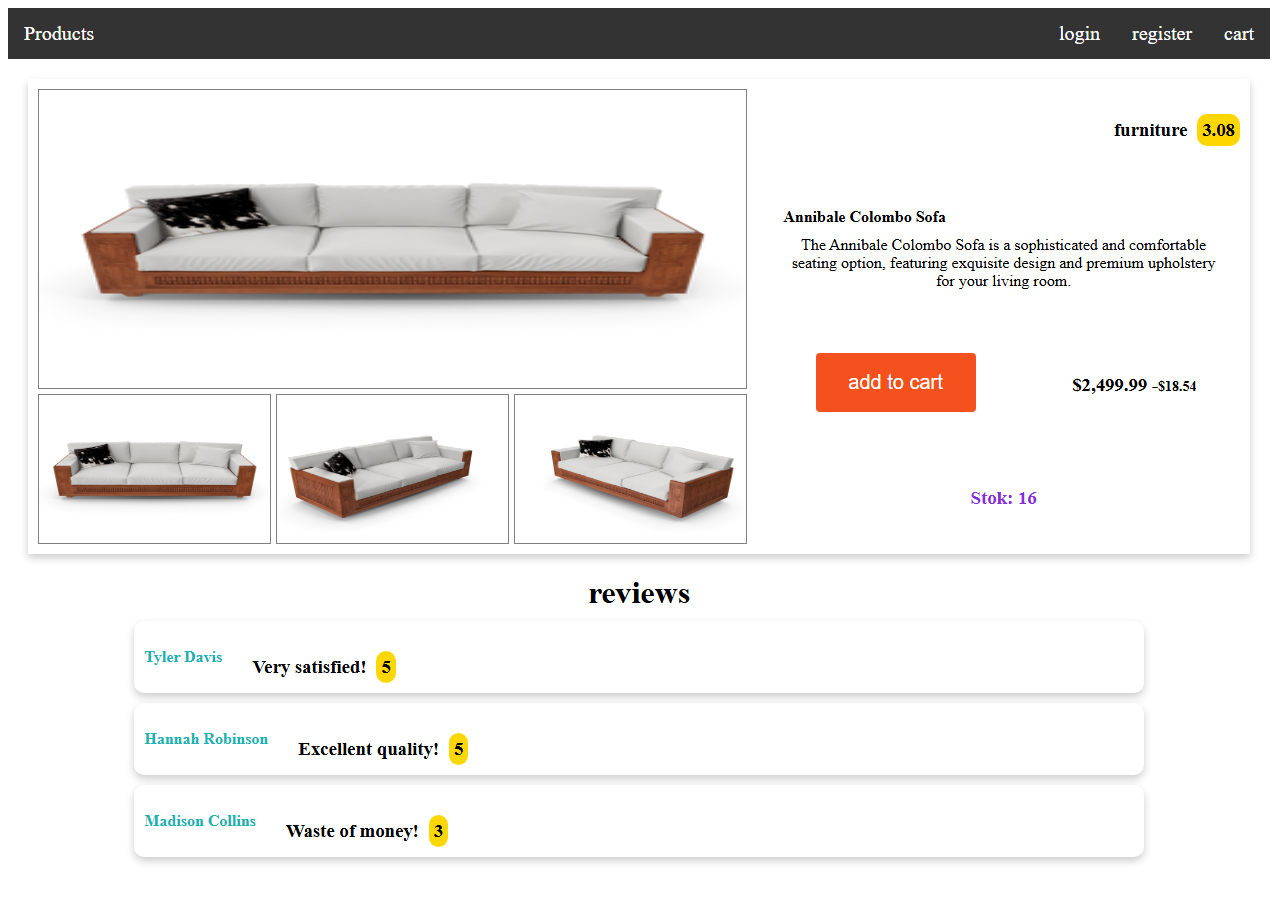 Products login register cart
furniture 3.08
Annibale Colombo Sofa
The Annibale Colombo Sofa is a sophisticated and comfortable
seating option, featuring exquisite design and premium upholstery
for your living room.
add to cart $2,499.99 -$18.54
Stok: 16
reviews
Tyler Davis Very satisfied! 5
Hannah Robinson Excellent quality! 5
Madison Collins Waste of money! 3